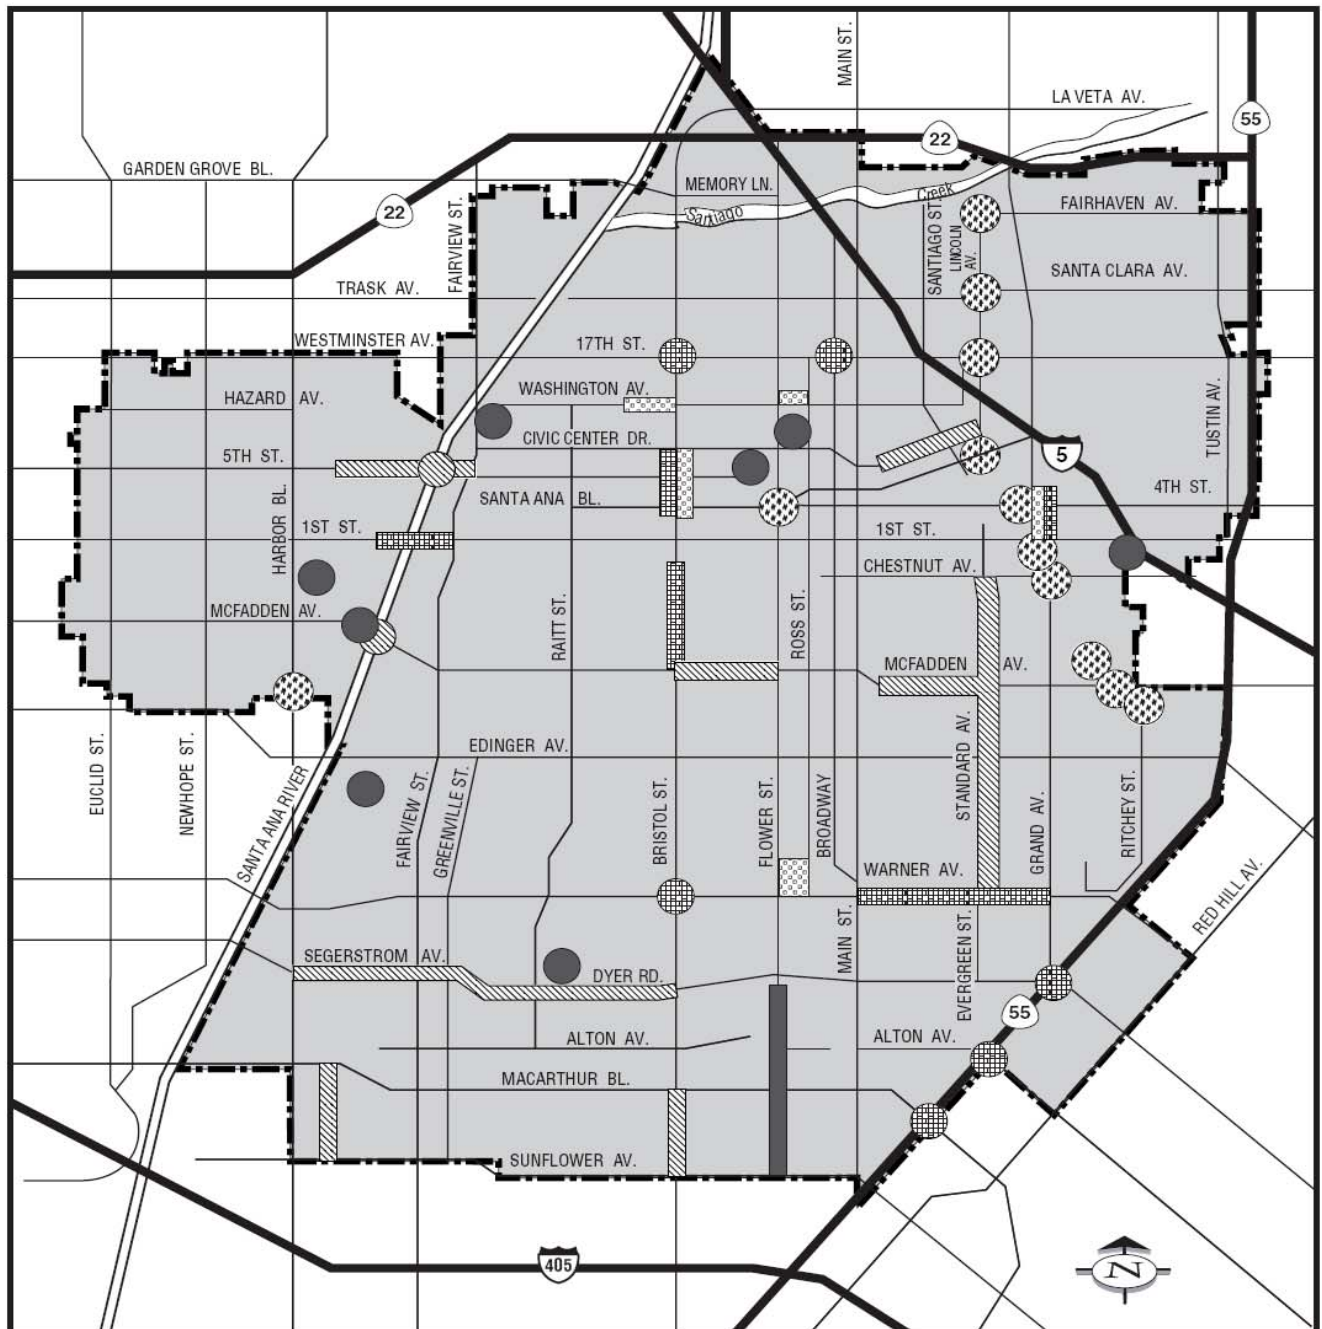 MAIN ST.
LA VETA AV.
55
22
GARDEN GROVE BL.
MEMORY LN.
Creek
22
Santiago
FAIRHAVEN AV.
FAIRVIEW ST.
SANTIAGO ST.
LINCOLN
AV.
SANTA CLARA AV.
TRASK AV.
WESTMINSTER AV.
17TH ST.
WASHINGTON AV.
HAZARD AV.
TUSTIN AV.
CIVIC CENTER DR.
5TH ST.
5
4TH ST.
SANTA ANA BL.
HARBOR BL.
1ST ST.
1ST ST.
CHESTNUT AV.
MCFADDEN AV.
RAITT ST.
ROSS ST.
MCFADDEN AV.
EDINGER AV.
EUCLID ST.
NEWHOPE ST.
SANTA ANA RIVER
FAIRVIEW ST.
GREENVILLE ST.
BRISTOL ST.
FLOWER ST.
BROADWAY
STANDARD AV.
GRAND AV.
RITCHEY ST.
WARNER AV.
RED HILL AV.
MAIN ST.
EVERGREEN ST.
SEGERSTROM AV.
DYER RD.
55
ALTON AV.
ALTON AV.
MACARTHUR BL.
SUNFLOWER AV.
405
N